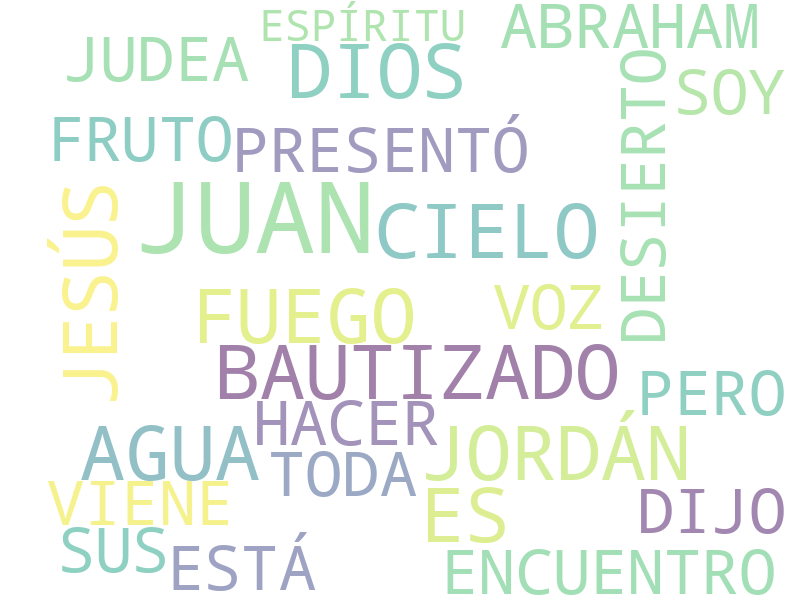 ESPÍRITU
ABRAHAM
JUDEA
DIOS
SOY
DESIERTO
FRUTO
PRESENTÓ
JESÚS
JUAN
CIELO
FUEGO
VOZ
BAUTIZADO
PERO
HACER
AGUA
JORDÁN
TODA
VIENE
ES
DIJO
SUS
ESTÁ
ENCUENTRO